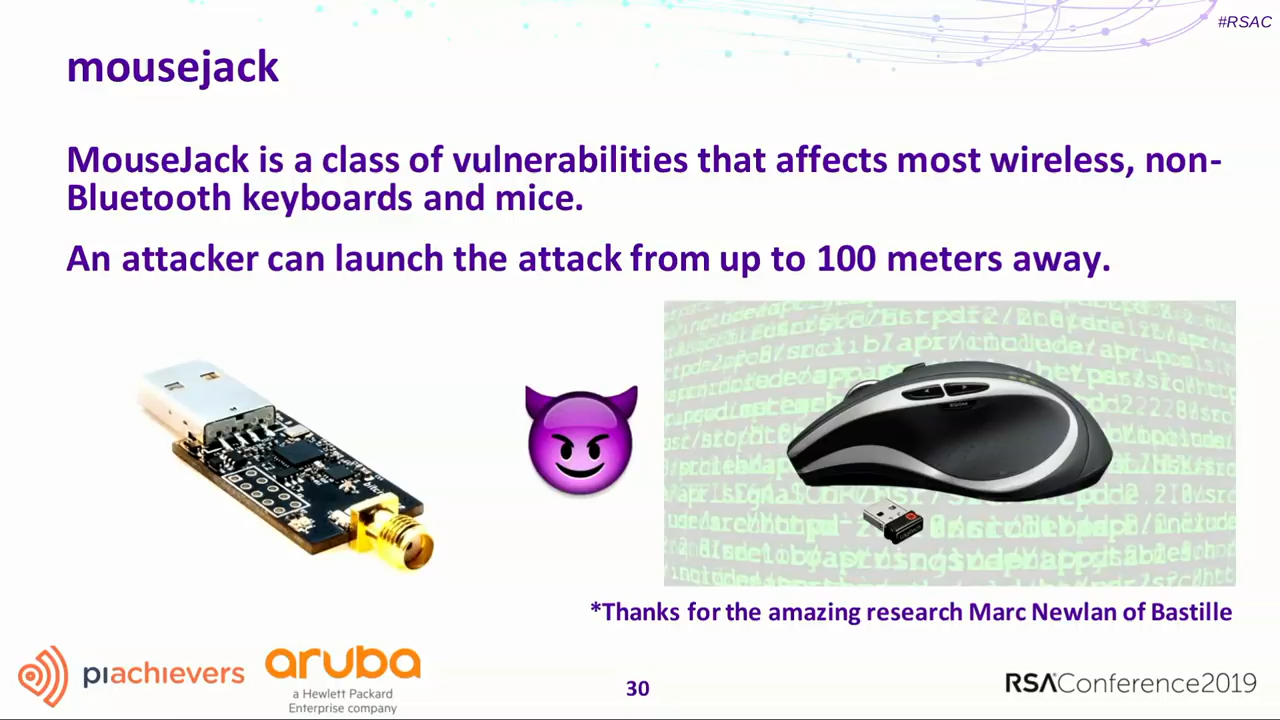 #RSAC
mousejack
MouseJack is a class of vulnerabilities that affects most wireless, non-
Bluetooth keyboards and mice.
An attacker can launch the attack from up to 100 meters away.
*Thanks for the amazing research Marc Newlan of Bastille
piachievers
aruba
a Hewlett Packard
Enterprise company
30
RSAConference2019